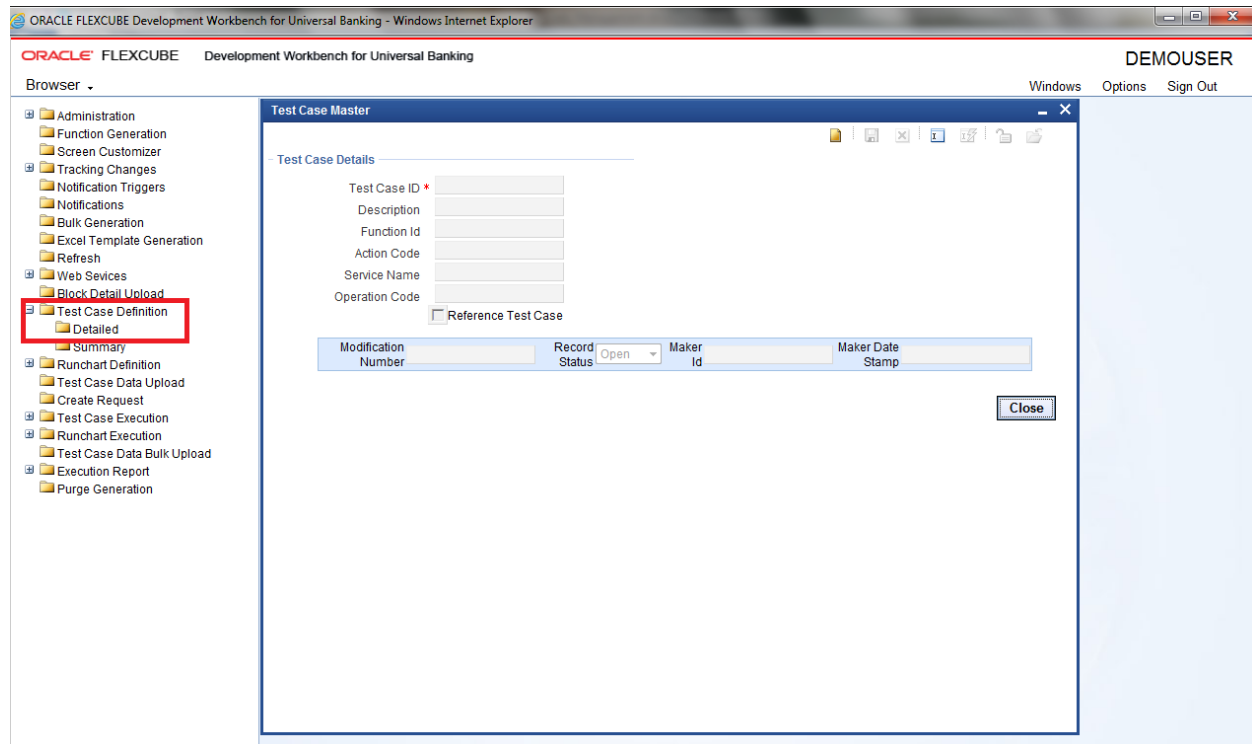 ORACLE FLEXCUBE Development Workbench for Universal Banking - Windows Internet Explorer
ORACLE FLEXCUBE Development Workbench for Universal Banking
DEMOUSER
Browser
Windows Options Sign Out
Administration
Function Generation
Screen Customizer
Tracking Changes
Notification Triggers
Notifications
Bulk Generation
Excel Template Generation
Refresh
Web Sevices
Block Detail Upload
Test Case Definition
Detailed
Summary
Runchart Definition
Test Case Data Upload
Create Request
Test Case Execution
Runchart Execution
Test Case Data Bulk Upload
Execution Report
Purge Generation
Test Case Master
Test Case Details
Test Case ID *
Description
Function Id
Action Code
Service Name
Operation Code
Reference Test Case
Modification Number
Record Status Open
Maker Id
Maker Date Stamp
Close